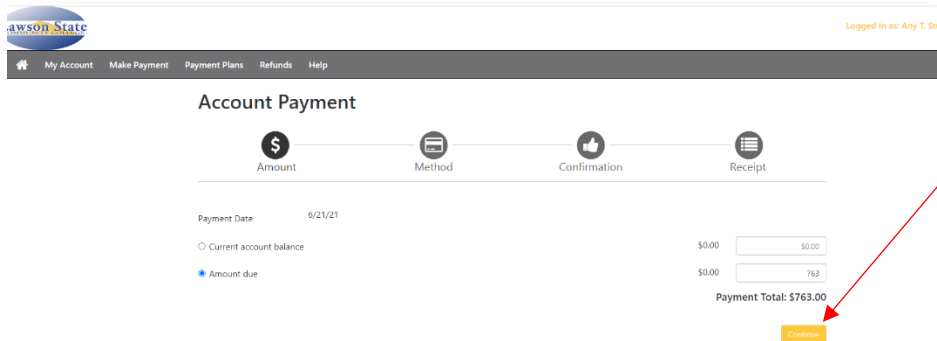 awson State
COMMUNITY COLLEGE
Logged in as: Any T. St
My Account Make Payment Payment Plans Refunds Help
Account Payment
$
Amount Method Confirmation Receipt
Payment Date 6/21/21
Current account balance $0.00 $0.00
Amount due $0.00 763
Payment Total: $763.00
Continue